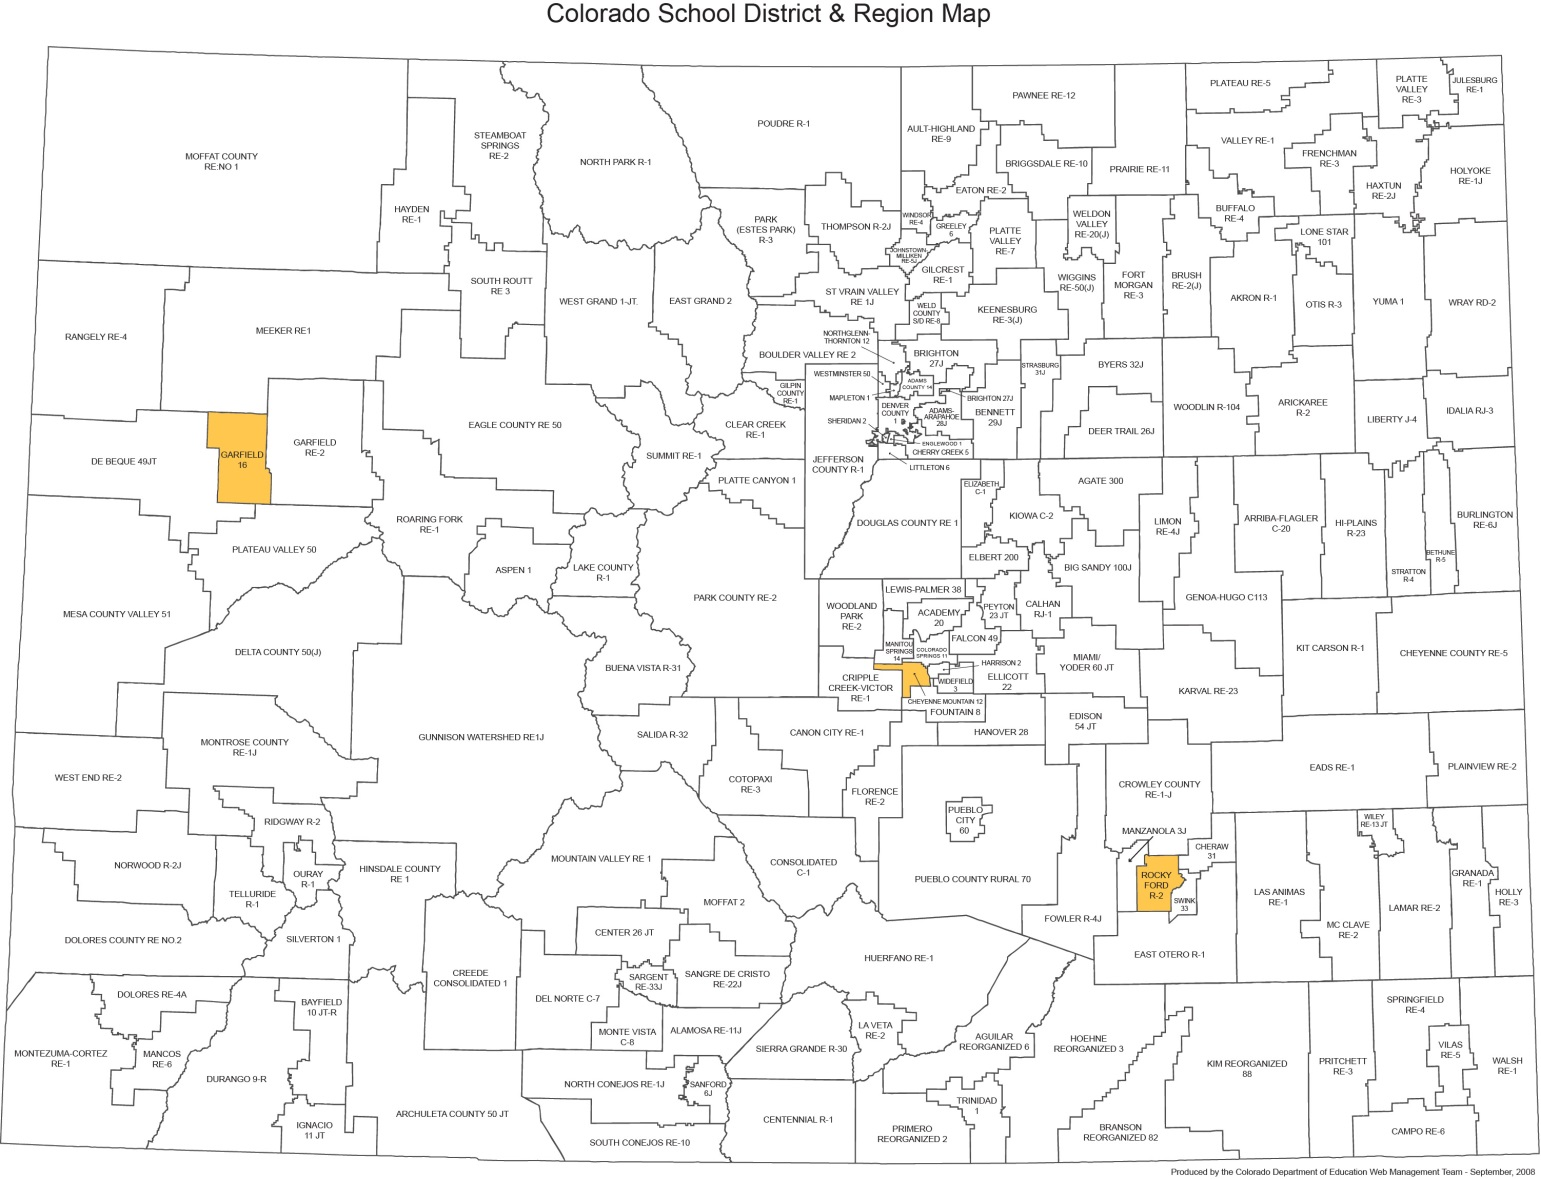 Colorado School District & Region Map
MOFFAT COUNTY
RE:NO 1
HAYDEN
RE-1
STEAMBOAT
SPRINGS
RE-2
NORTH PARK R-1
POUDRE R-1
AULT-HIGHLAND
RE-9
PAWNEE RE-12
BRIGGSDALE RE-10
PRAIRIE RE-11
PLATEAU RE-5
PLATTE
VALLEY
RE-3
JULESBURG
RE-1
VALLEY RE-1
FRENCHMAN
RE-3
HAXTUN
RE-2J
HOLYOKE
RE-1J
EATON RE-2
PARK
(ESTES PARK)
R-3
THOMPSON R-2J
WINDSOR
RE-4
GREELEY
6
PLATTE
VALLEY
RE-7
WELDON
VALLEY
RE-20(J)
BUFFALO
RE-4
LONE STAR
101
JOHNSTOWN-
MILLIKEN
RE-5J
GILCREST
RE-1
SOUTH ROUTT
RE 3
WEST GRAND 1-JT.
EAST GRAND 2
ST VRAIN VALLEY
RE 1J
WELD
COUNTY
S/D RE-8
KEENESBURG
RE-3(J)
WIGGINS
RE-50(J)
FORT
MORGAN
RE-3
BRUSH
RE-2(J)
AKRON R-1
OTIS R-3
YUMA 1
WRAY RD-2
RANGELY RE-4
MEEKER RE1
NORTHGLENN-
THORNTON 12
BOULDER VALLEY RE 2
BRIGHTON
27J
STRASBURG
31J
BYERS 32J
WESTMINSTER 50
ADAMS
COUNTY 14
GILPIN
COUNTY
RE-1
MAPLETON 1
BRIGHTON 27J
DENVER
COUNTY
1
ADAMS-
ARAPAHOE
28J
BENNETT
29J
WOODLIN R-104
ARICKAREE
R-2
LIBERTY J-4
IDALIA RJ-3
SHERIDAN 2
DEER TRAIL 26J
EAGLE COUNTY RE 50
CLEAR CREEK
RE-1
ENGLEWOOD 1
CHERRY CREEK 5
LITTLETON 6
GARFIELD
RE-2
GARFIELD
16
DE BEQUE 49JT
SUMMIT RE-1
JEFFERSON
COUNTY R-1
PLATTE CANYON 1
ELIZABETH
C-1
AGATE 300
KIOWA C-2
DOUGLAS COUNTY RE 1
LIMON
RE-4J
ARRIBA-FLAGLER
C-20
HI-PLAINS
R-23
BURLINGTON
RE-6J
ROARING FORK
RE-1
PLATEAU VALLEY 50
ELBERT 200
BIG SANDY 100J
STRATTON
R-4
BETHUNE
R-5
ASPEN 1
LAKE COUNTY
R-1
PARK COUNTY RE-2
LEWIS-PALMER 38
GENOA-HUGO C113
MESA COUNTY VALLEY 51
WOODLAND
PARK
RE-2
ACADEMY
20
PEYTON
23 JT
CALHAN
RJ-1
FALCON 49
DELTA COUNTY 50(J)
BUENA VISTA R-31
MANITOU
SPRINGS
14
COLORADO
SPRINGS 11
HARRISON 2
MIAMI/
YODER 60 JT
KIT CARSON R-1
CHEYENNE COUNTY RE-5
CRIPPLE
CREEK-VICTOR
RE-1
WIDEFIELD
3
ELLICOTT
22
KARVAL RE-23
CHEYENNE MOUNTAIN 12
FOUNTAIN 8
EDISON
54 JT
GUNNISON WATERSHED RE1J
SALIDA R-32
CANON CITY RE-1
HANOVER 28
MONTROSE COUNTY
RE-1J
WEST END RE-2
COTOPAXI
RE-3
FLORENCE
RE-2
CROWLEY COUNTY
RE-1-J
EADS RE-1
PLAINVIEW RE-2
RIDGWAY R-2
PUEBLO
CITY
60
MANZANOLA 3J
WILEY
RE-13 JT
CHERAW
31
NORWOOD R-2J
OURAY
R-1
HINSDALE COUNTY
RE 1
MOUNTAIN VALLEY RE 1
CONSOLIDATED
C-1
PUEBLO COUNTY RURAL 70
ROCKY
FORD
R-2
SWINK
33
LAS ANIMAS
RE-1
GRANADA
RE-1
HOLLY
RE-3
TELLURIDE
R-1
MOFFAT 2
LAMAR RE-2
FOWLER R-4J
MC CLAVE
RE-2
DOLORES COUNTY RE NO.2
SILVERTON 1
CENTER 26 JT
HUERFANO RE-1
EAST OTERO R-1
CREEDE
CONSOLIDATED 1
SARGENT
RE-33J
SANGRE DE CRISTO
RE-22J
DOLORES RE-4A
BAYFIELD
10 JT-R
DEL NORTE C-7
SPRINGFIELD
RE-4
MONTE VISTA
C-8
ALAMOSA RE-11J
LA VETA
RE-2
AGUILAR
REORGANIZED 6
HOEHNE
REORGANIZED 3
MONTEZUMA-CORTEZ
RE-1
MANCOS
RE-6
SIERRA GRANDE R-30
KIM REORGANIZED
88
PRITCHETT
RE-3
VILAS
RE-5
WALSH
RE-1
DURANGO 9-R
NORTH CONEJOS RE-1J
SANFORD
6J
TRINIDAD
1
ARCHULETA COUNTY 50 JT
CENTENNIAL R-1
IGNACIO
11 JT
PRIMERO
REORGANIZED 2
BRANSON
REORGANIZED 82
CAMPO RE-6
SOUTH CONEJOS RE-10
Produced by the Colorado Department of Education Web Management Team - September, 2008